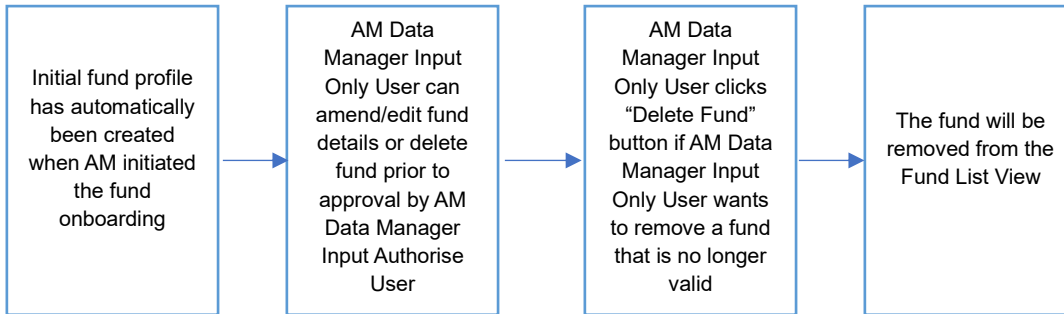 Initial fund profile
has automatically
been created
when AM initiated
the fund
onboarding
AM Data
Manager Input
Only User can
amend/edit fund
details or delete
fund prior to
approval by AM
Data Manager
Input Authorise
User
AM Data
Manager Input
Only User clicks
“Delete Fund”
button if AM Data
Manager Input
Only User wants
to remove a fund
that is no longer
valid
The fund will be
removed from the
Fund List View